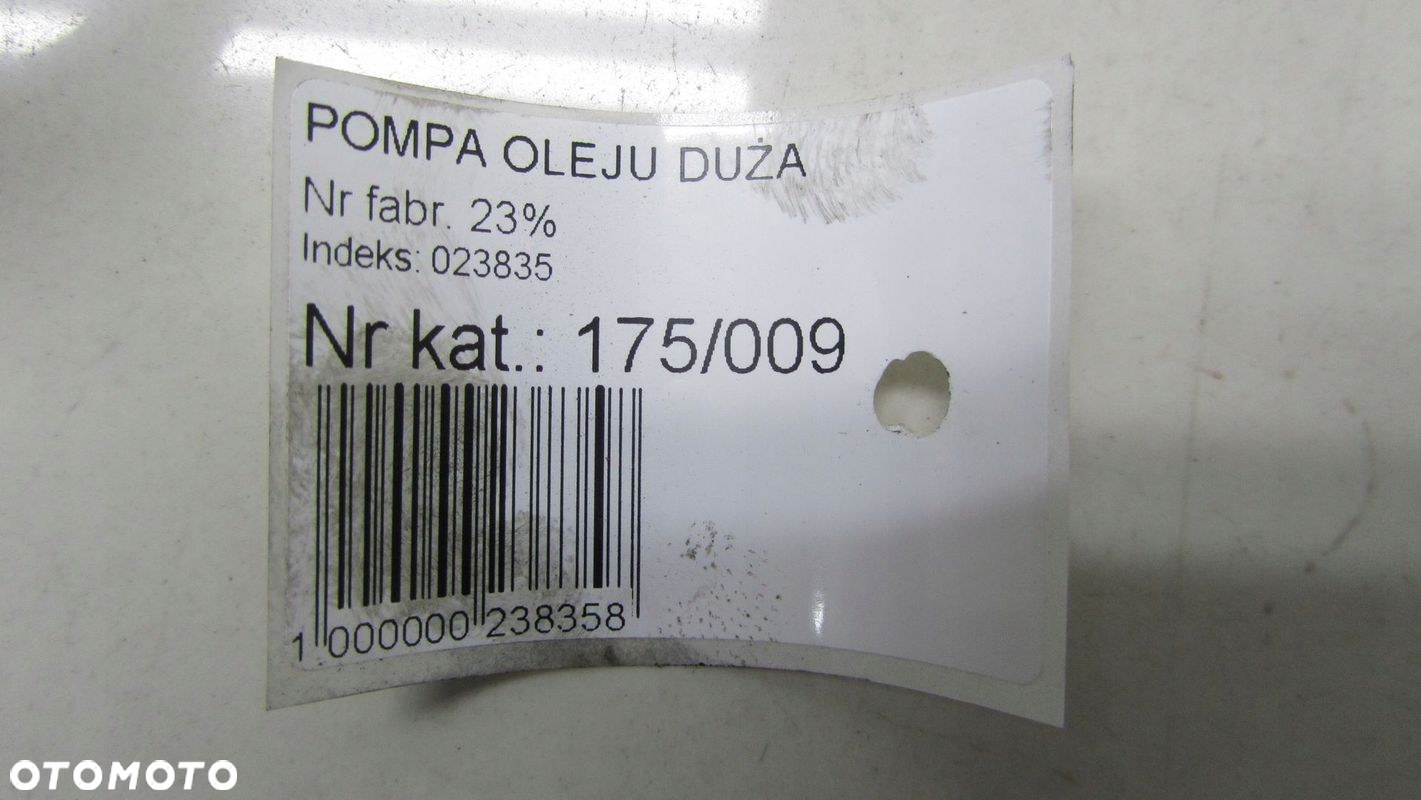 POMPA OLEJU DUŻA
Nr fabr. 23%
Indeks: 023835
Nr kat.: 175/009
1 000000 238358
OTOMOTO